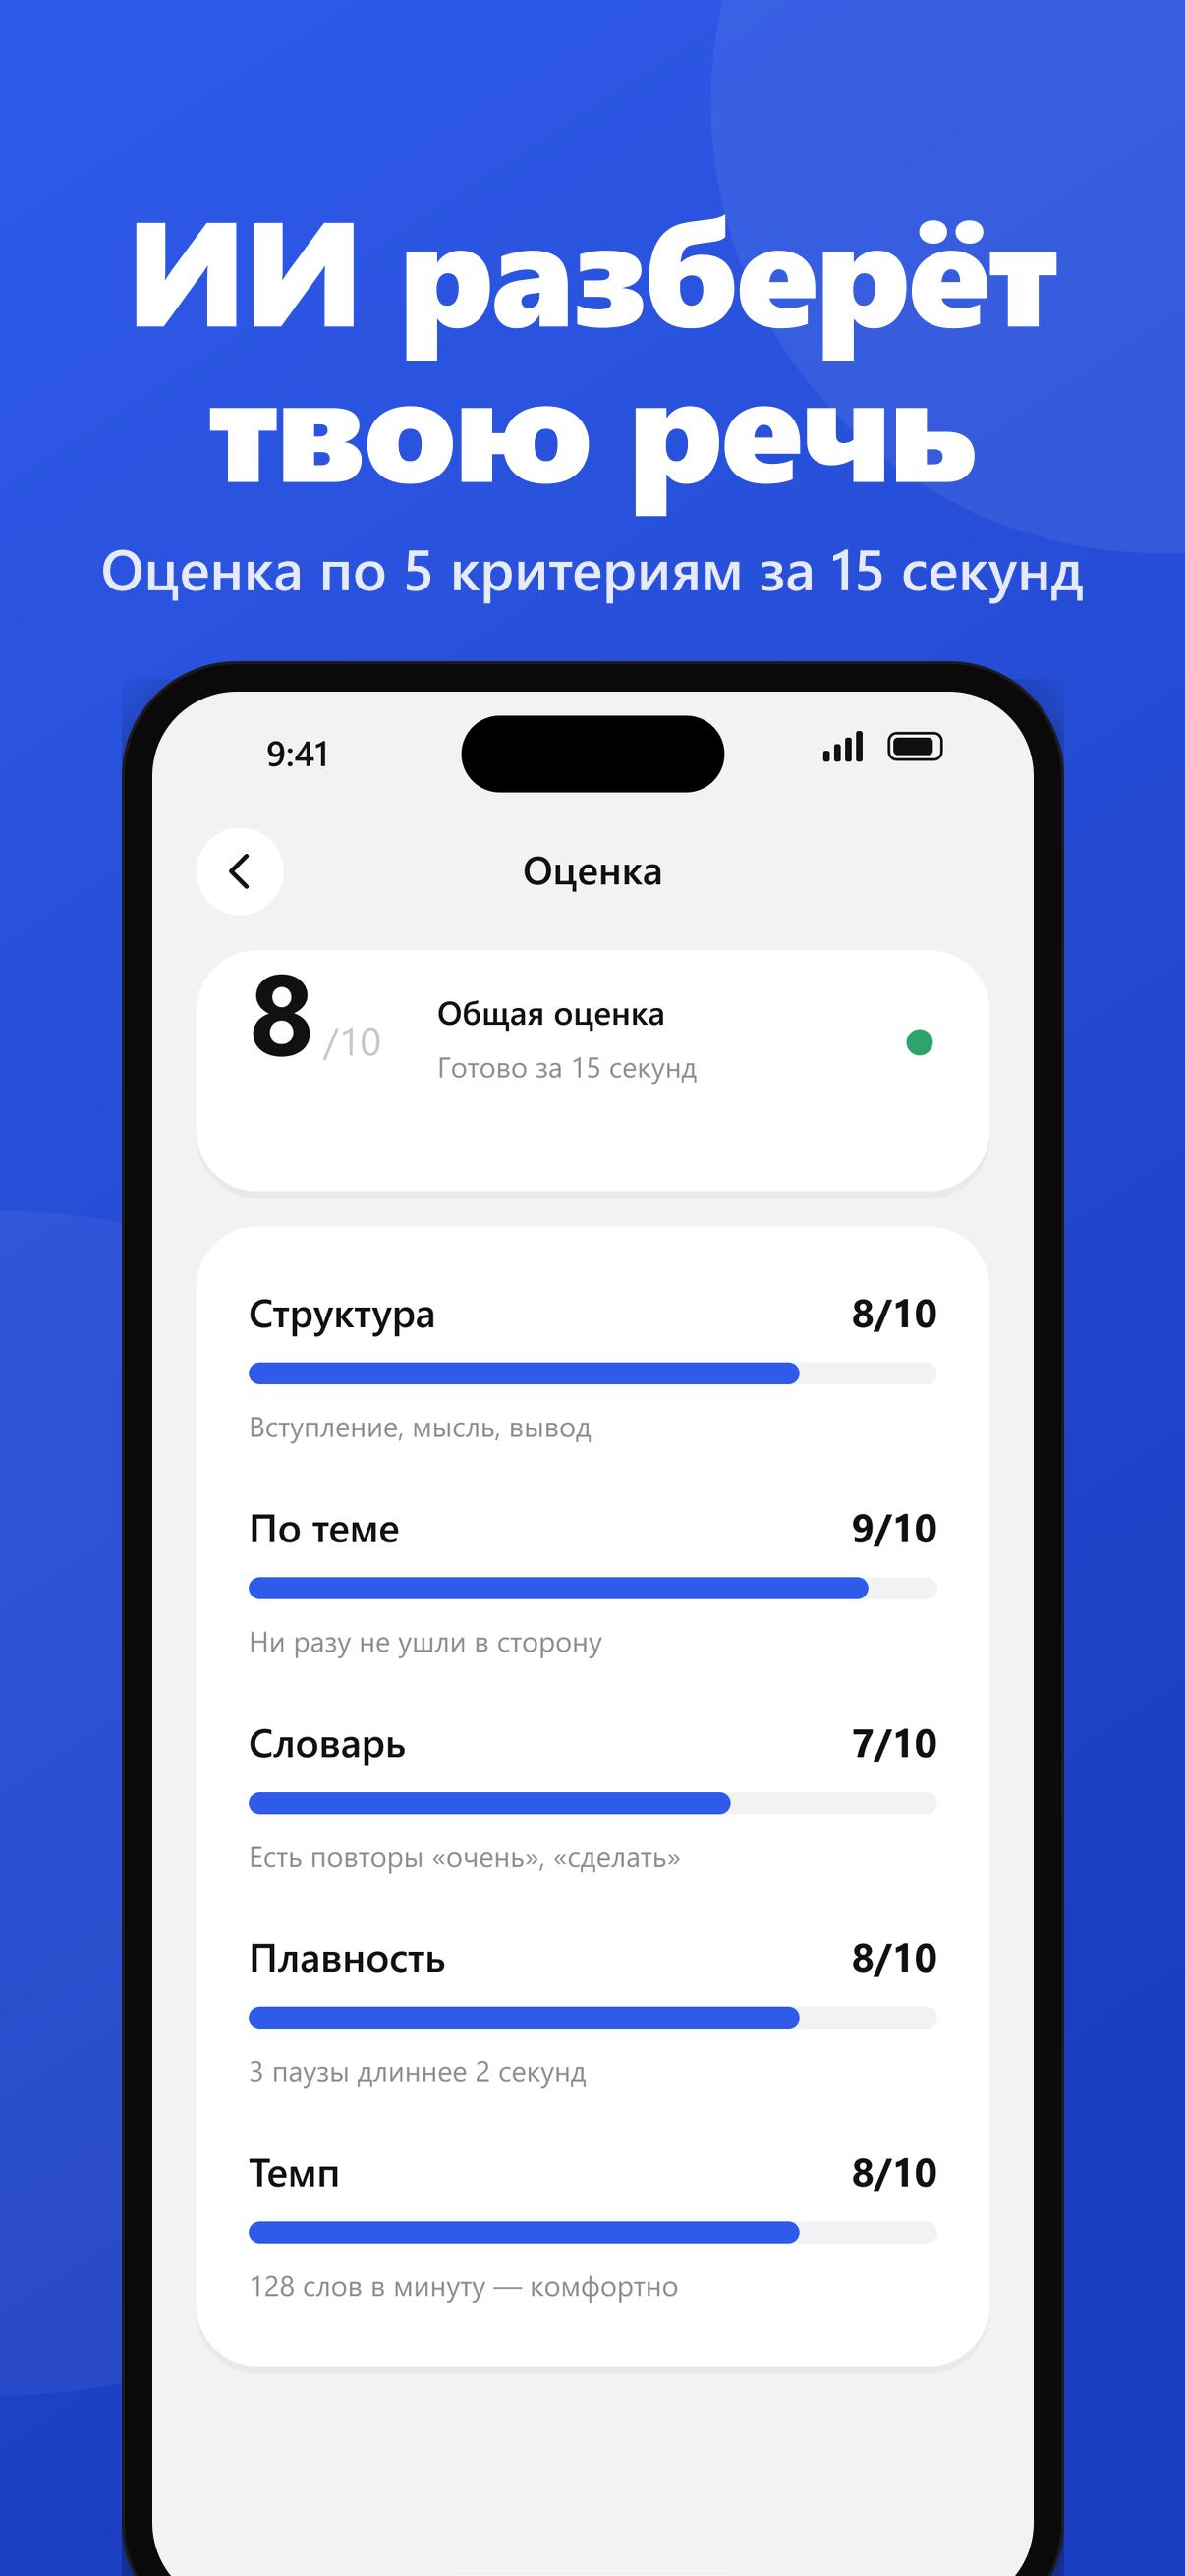 ИИ разберёт
твою речь
Оценка по 5 критериям за 15 секунд
9:41
Оценка
8 /10
Общая оценка
Готово за 15 секунд
Структура 8/10
Вступление, мысль, вывод
По теме 9/10
Ни разу не ушли в сторону
Словарь 7/10
Есть повторы «очень», «сделать»
Плавность 8/10
3 паузы длиннее 2 секунд
Темп 8/10
128 слов в минуту — комфортно